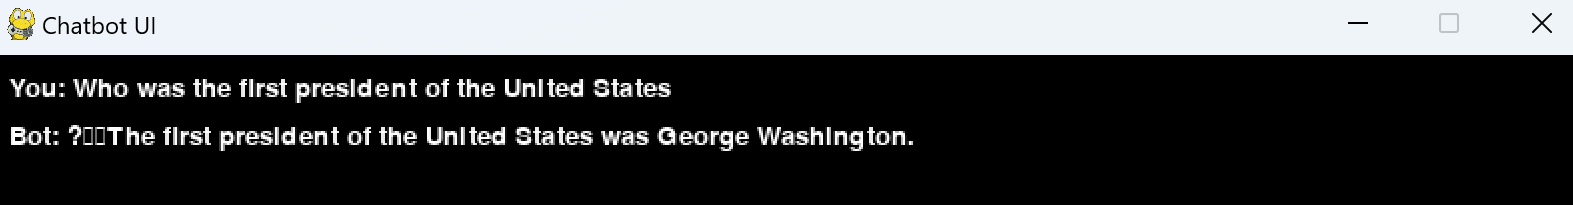 Chatbot UI
You: Who was the first president of the United States
Bot: ?▯▯The first president of the United States was George Washington.